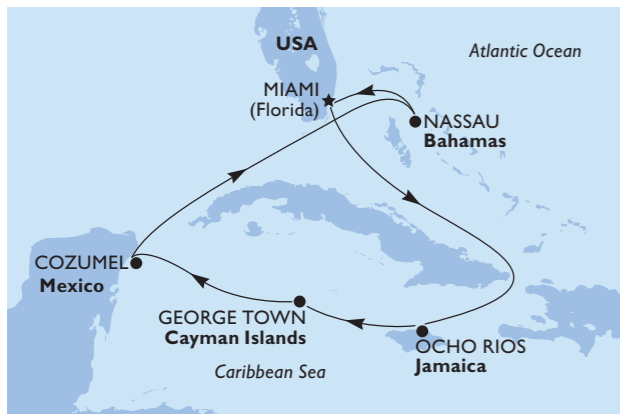 USA
Atlantic Ocean
MIAMI
(Florida)
NASSAU
Bahamas
COZUMEL
Mexico
GEORGE TOWN
Cayman Islands
OCHO RIOS
Jamaica
Caribbean Sea